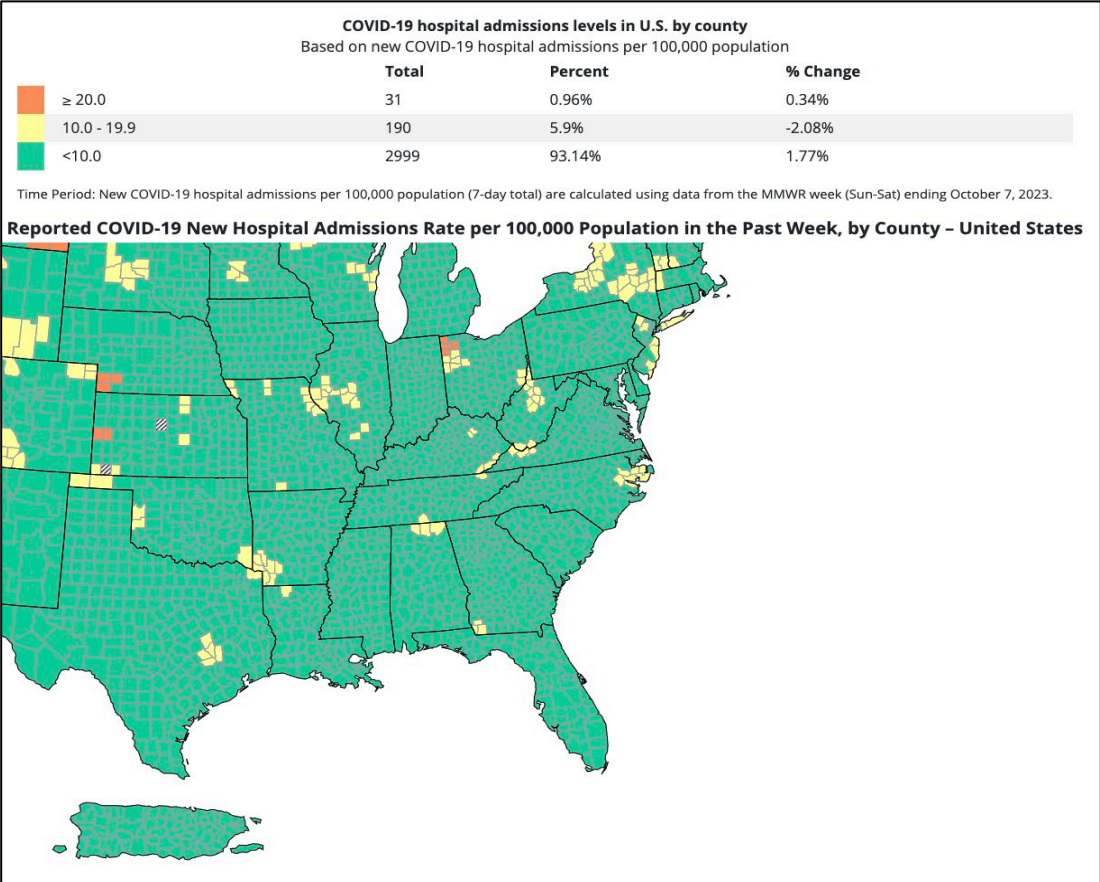 COVID-19 hospital admissions levels in U.S. by county
Based on new COVID-19 hospital admissions per 100,000 population
Total Percent % Change
≥ 20.0 31 0.96% 0.34%
10.0 - 19.9 190 5.9% -2.08%
<10.0 2999 93.14% 1.77%
Time Period: New COVID-19 hospital admissions per 100,000 population (7-day total) are calculated using data from the MMWR week (Sun-Sat) ending October 7, 2023.
Reported COVID-19 New Hospital Admissions Rate per 100,000 Population in the Past Week, by County – United States